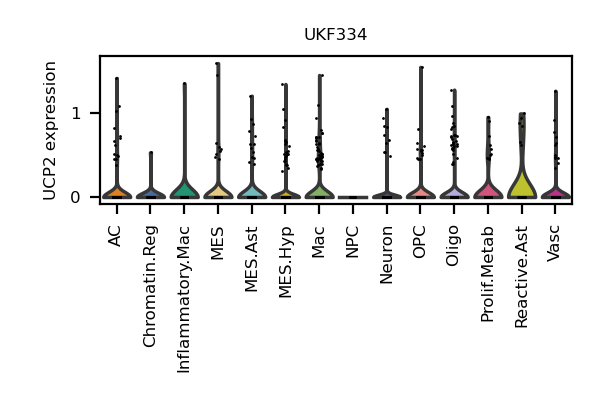 UKF334
UCP2 expression
1
0
AC
Chromatin.Reg
Inflammatory.Mac
MES
MES.Ast
MES.Hyp
Mac
NPC
Neuron
OPC
Oligo
Prolif.Metab
Reactive.Ast
Vasc